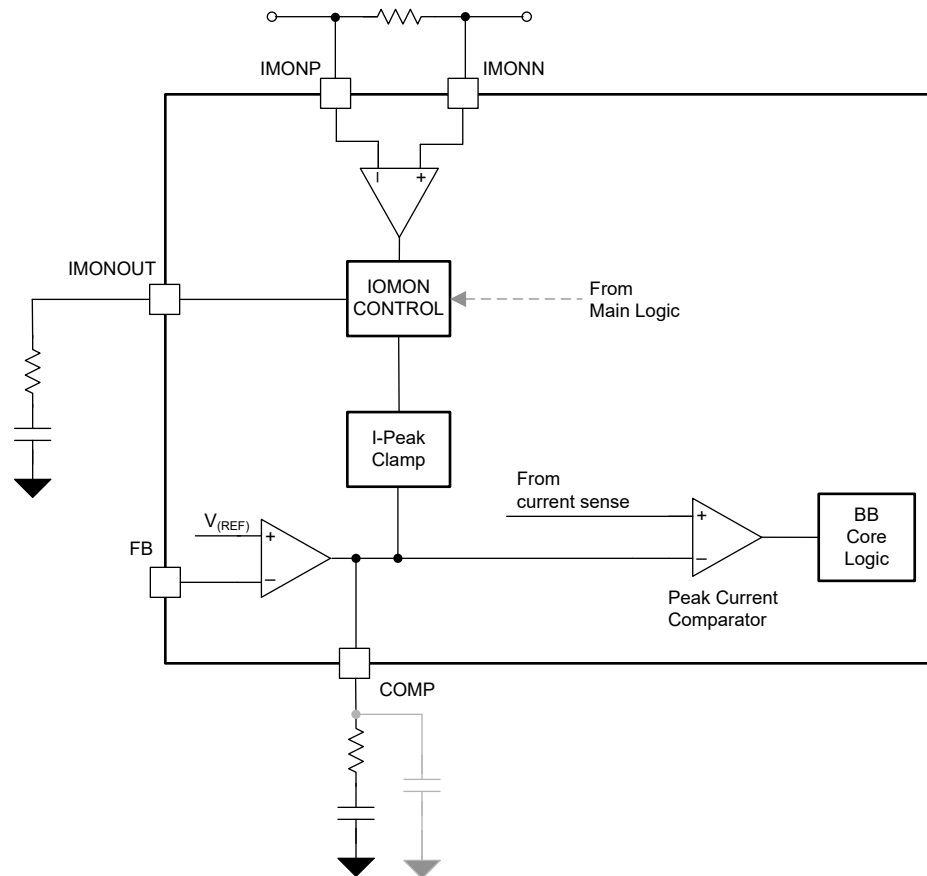 IMONP
IMONN
IMONOUT
IOMON
CONTROL
From
Main Logic
I-Peak
Clamp
From
current sense
V(REF)
FB
BB
Core
Logic
Peak Current
Comparator
COMP